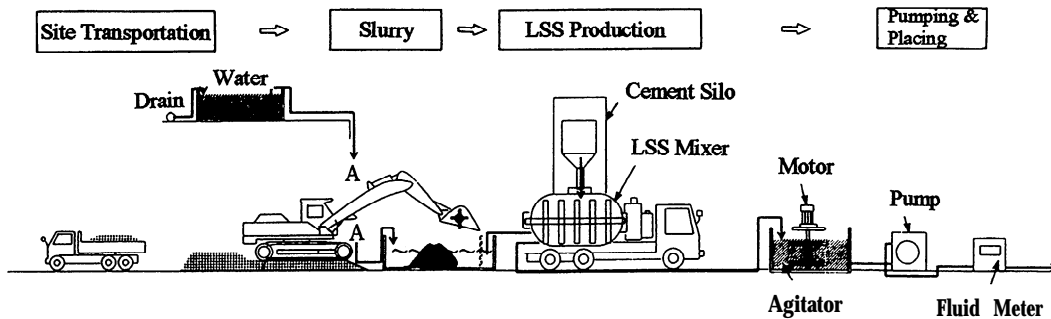 Site Transportation
Slurry
LSS Production
Pumping &
Placing
Water
Drain
Cement Silo
LSS Mixer
Motor
Pump
A
A
Agitator
Fluid Meter